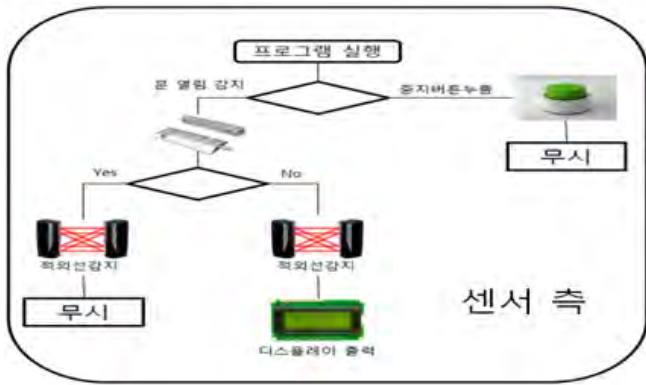 프로그램 실행
문 열림 감지
중지버튼누름
무시
Yes
No
적외선감지
적외선감지
무시
센서 측
디스플레이 출력